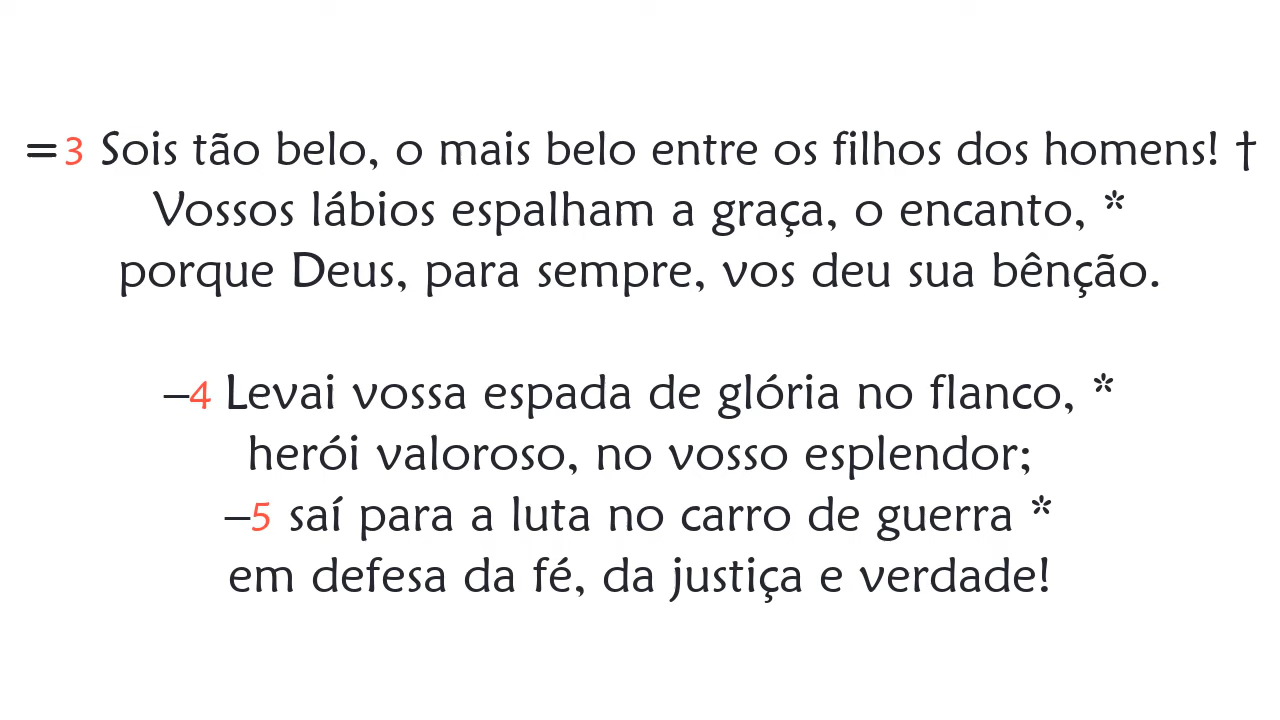 =3 Sois tão belo, o mais belo entre os filhos dos homens! †
Vossos lábios espalham a graça, o encanto, *
porque Deus, para sempre, vos deu sua bênção.
–4 Levai vossa espada de glória no flanco, *
herói valoroso, no vosso esplendor;
–5 saí para a luta no carro de guerra *
em defesa da fé, da justiça e verdade!